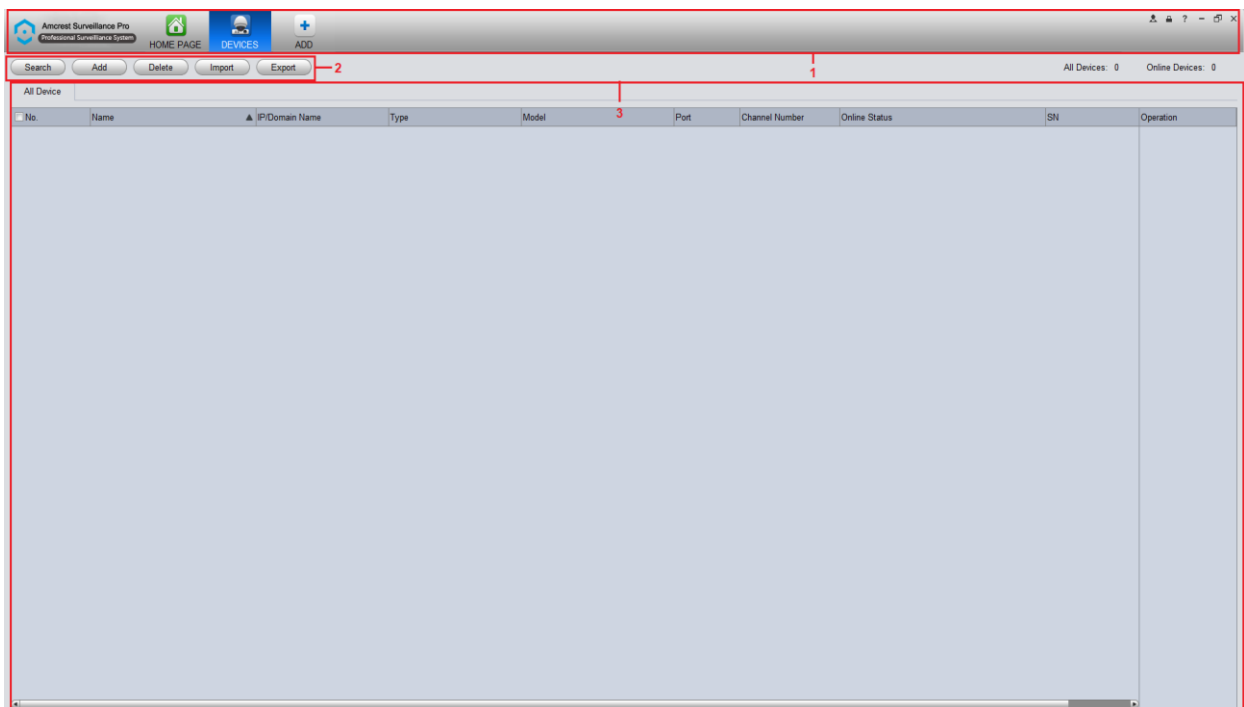 Amcrest Surveillance Pro
Professional Surveillance System
HOME PAGE DEVICES ADD
?
1
Search Add Delete Import Export 2 All Devices: 0 Online Devices: 0
All Device
3
No. Name IP/Domain Name Type Model Port Channel Number Online Status SN Operation